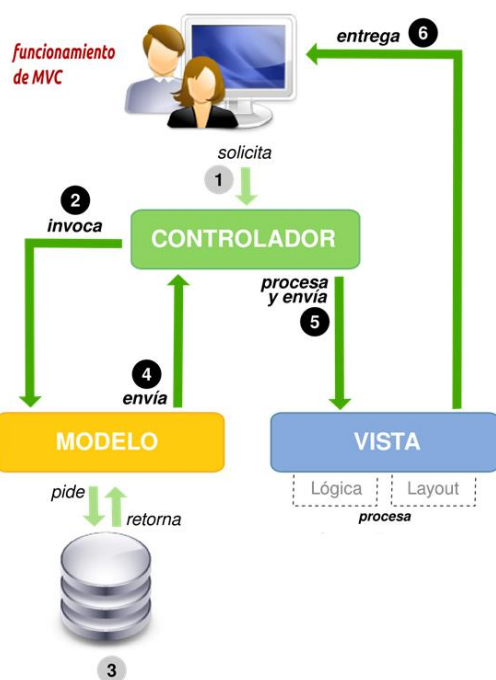 funcionamiento
de MVC
entrega 6
solicita
1
2
invoca
CONTROLADOR
procesa
y envía
5
4
envía
MODELO
VISTA
Lógica
Layout
procesa
pide
retorna
3